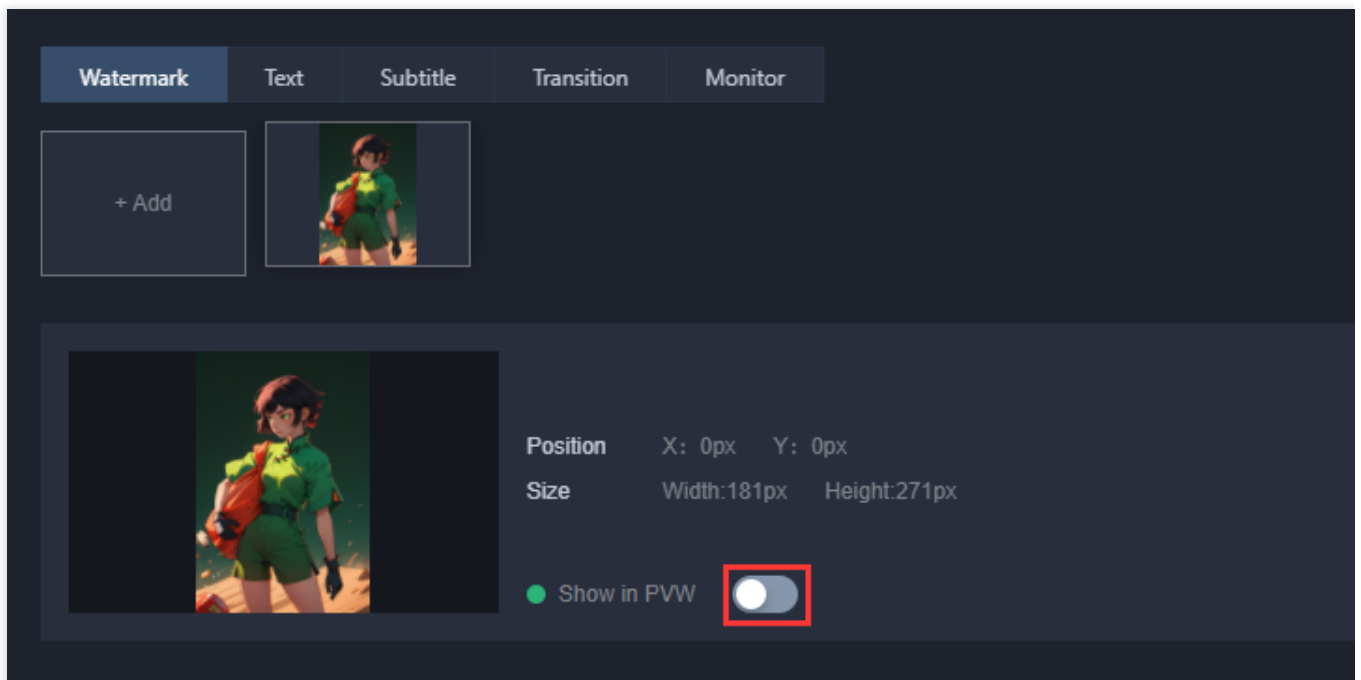 Watermark Text Subtitle Transition Monitor
+ Add
Position X: 0px Y: 0px
Size Width:181px Height:271px
Show in PVW